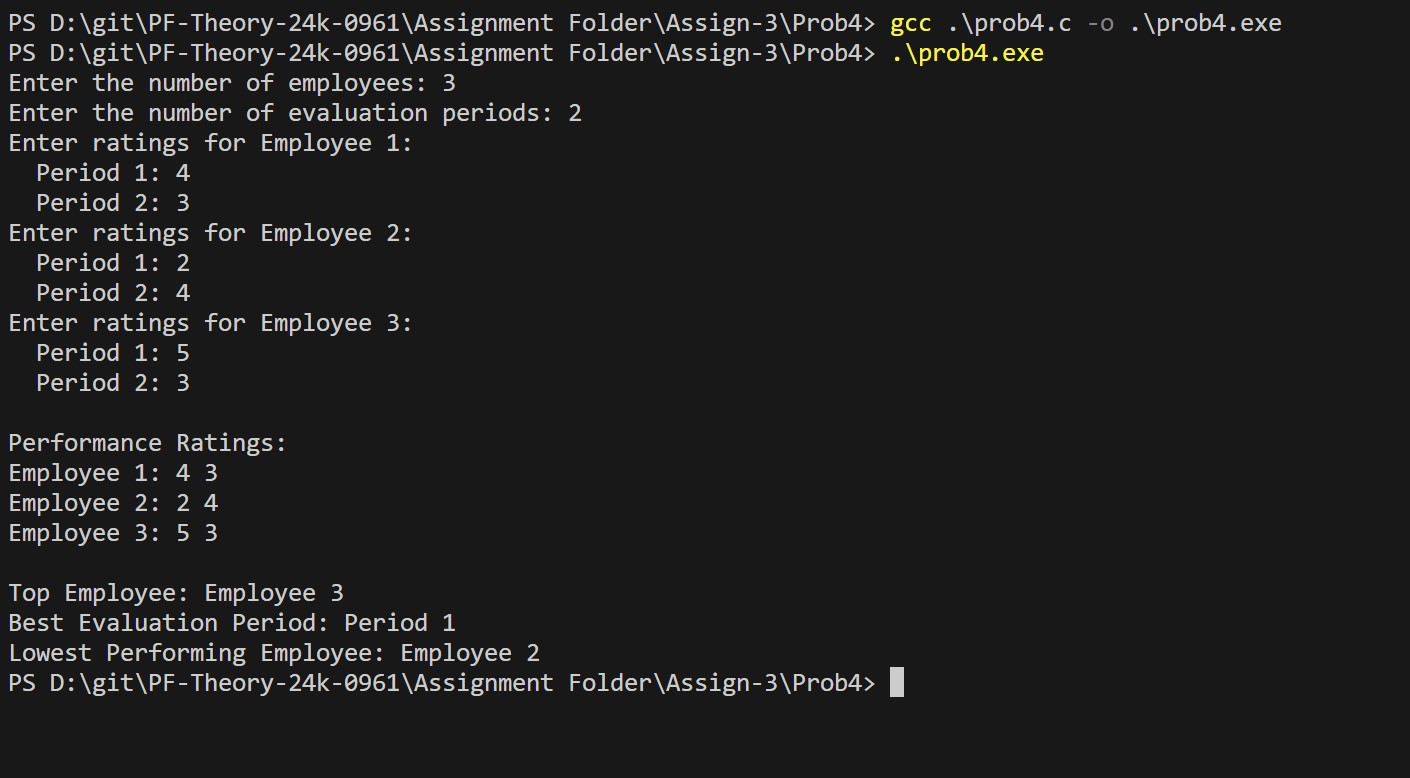 PS D:\git\PF-Theory-24k-0961\Assignment Folder\Assign-3\Prob4> gcc .\prob4.c -o .\prob4.exe
PS D:\git\PF-Theory-24k-0961\Assignment Folder\Assign-3\Prob4> .\prob4.exe
Enter the number of employees: 3
Enter the number of evaluation periods: 2
Enter ratings for Employee 1:
  Period 1: 4
  Period 2: 3
Enter ratings for Employee 2:
  Period 1: 2
  Period 2: 4
Enter ratings for Employee 3:
  Period 1: 5
  Period 2: 3

Performance Ratings:
Employee 1: 4 3
Employee 2: 2 4
Employee 3: 5 3

Top Employee: Employee 3
Best Evaluation Period: Period 1
Lowest Performing Employee: Employee 2
PS D:\git\PF-Theory-24k-0961\Assignment Folder\Assign-3\Prob4>